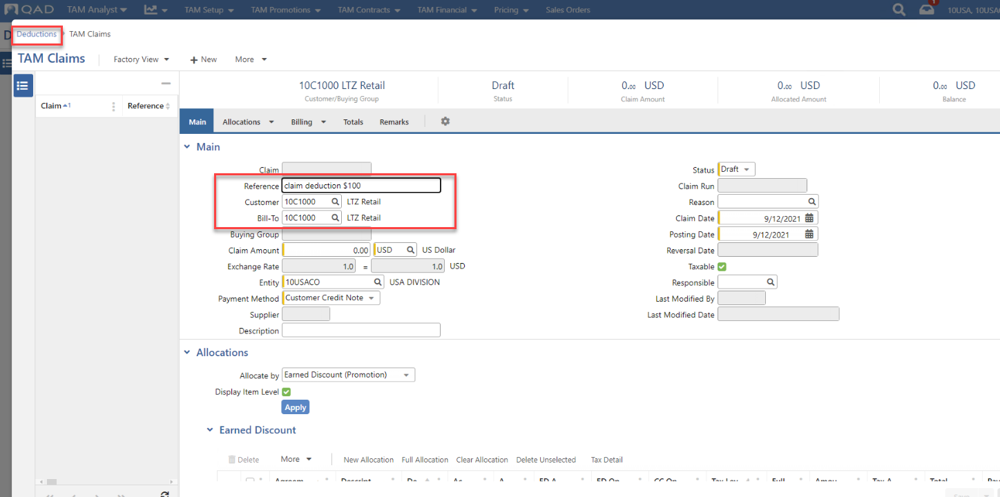 QAD TAM Analyst TAM Setup TAM Promotions TAM Contracts TAM Financial Pricing Sales Orders 1 10USA, 10USA
Deductions TAM Claims
TAM Claims Factory View + New More
Claim 1 Reference
10C1000 LTZ Retail Draft 0.00 USD 0.00 USD 0.00 USD
Customer/Buying Group Status Claim Amount Allocated Amount Balance
Main Allocations Billing Totals Remarks
Main
Claim
Reference claim deduction $100
Customer 10C1000 LTZ Retail
Bill-To 10C1000 LTZ Retail
Buying Group
Claim Amount 0.00 USD US Dollar
Exchange Rate 1.0 = 1.0 USD
Entity 10USACO USA DIVISION
Payment Method Customer Credit Note
Supplier
Description
Status Draft
Claim Run
Reason
Claim Date 9/12/2021
Posting Date 9/12/2021
Reversal Date
Taxable
Responsible
Last Modified By
Last Modified Date
Allocations
Allocate by Earned Discount (Promotion)
Display Item Level
Apply
Earned Discount
Delete More New Allocation Full Allocation Clear Allocation Delete Unselected Tax Detail
Save